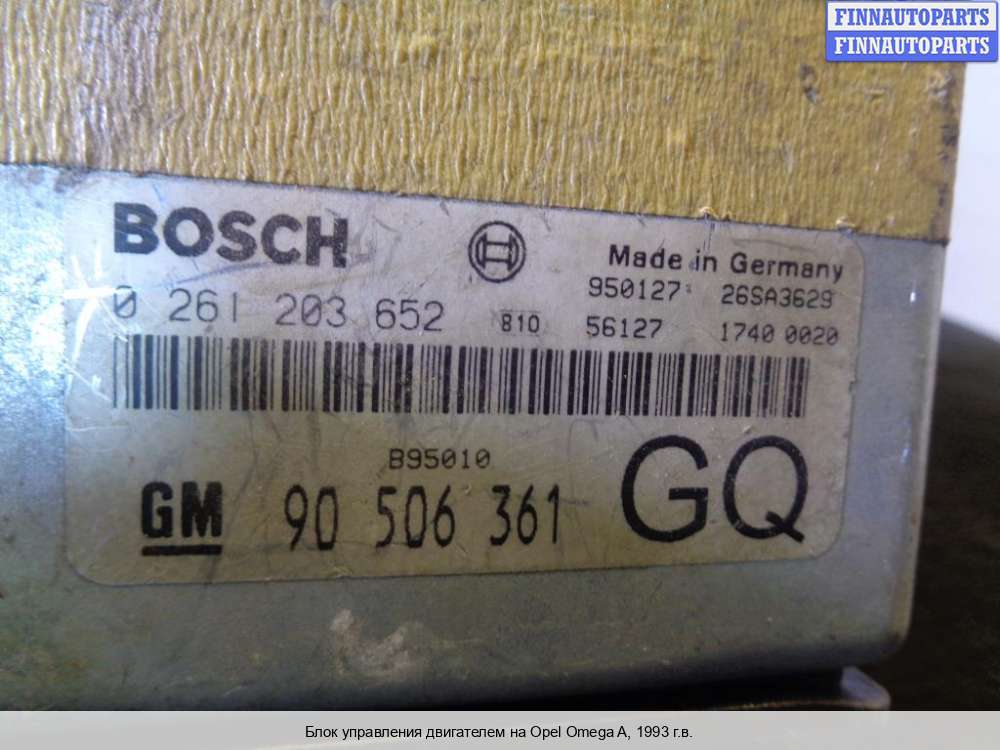 FINNAUTOPARTS
FINNAUTOPARTS
BOSCH
Made in Germany
0 261 203 652
950127
26SA3629
810
56127
1740 0020
B95010
GM 90 506 361
GQ
Блок управления двигателем на Opel Omega A, 1993 г.в.